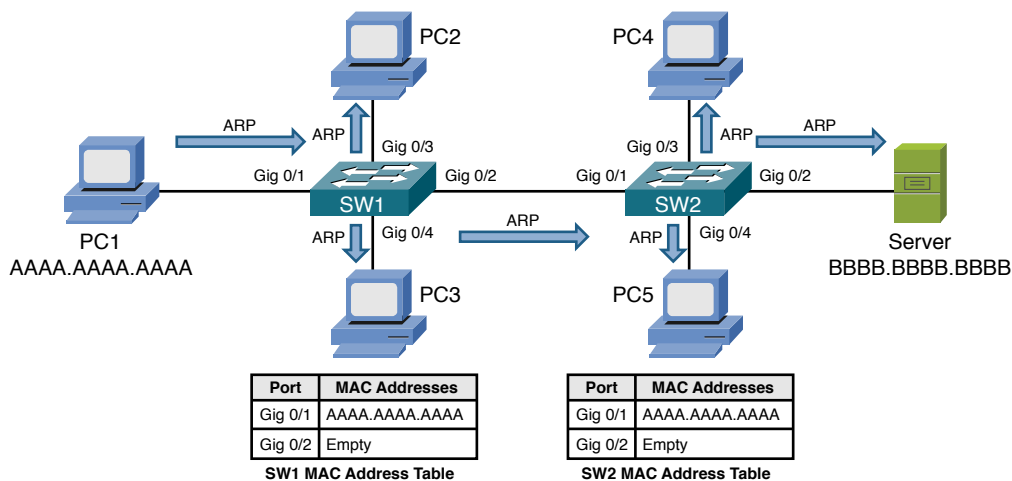 PC2
PC4
ARP
ARP
ARP
ARP
Gig 0/3
Gig 0/3
Gig 0/1
Gig 0/2
Gig 0/1
Gig 0/2
SW1
SW2
ARP
Gig 0/4
ARP
ARP
Gig 0/4
PC1
AAAA.AAAA.AAAA
Server
BBBB.BBBB.BBBB
PC3
PC5
Port MAC Addresses
Gig 0/1 AAAA.AAAA.AAAA
Gig 0/2 Empty
SW1 MAC Address Table
Port MAC Addresses
Gig 0/1 AAAA.AAAA.AAAA
Gig 0/2 Empty
SW2 MAC Address Table